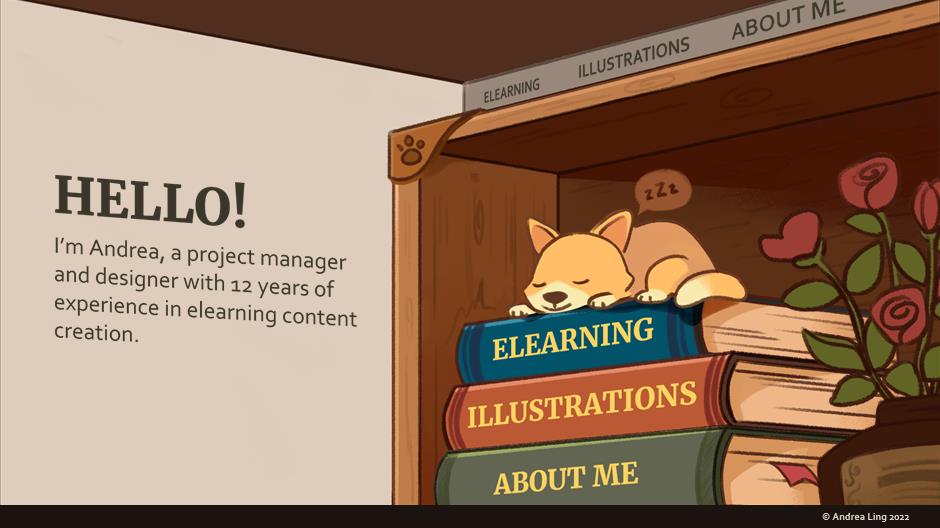 ELEARNING
ILLUSTRATIONS
ABOUT ME
HELLO!
I'm Andrea, a project manager
and designer with 12 years of
experience in elearning content
creation.
zZz
ELEARNING
ILLUSTRATIONS
ABOUT ME
© Andrea Ling 2022